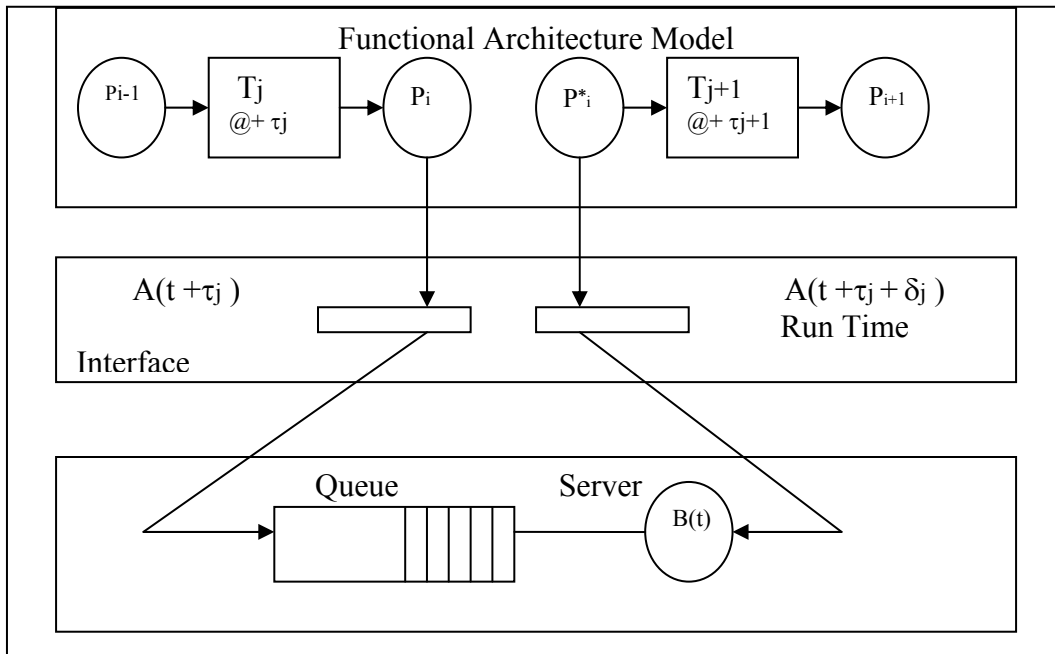 Functional Architecture Model
Pi-1
Tj
@+ τj
Pi
P*i
Tj+1
@+ τj+1
Pi+1
A(t +τj )
A(t +τj + δj )
Run Time
Interface
Queue
Server
B(t)